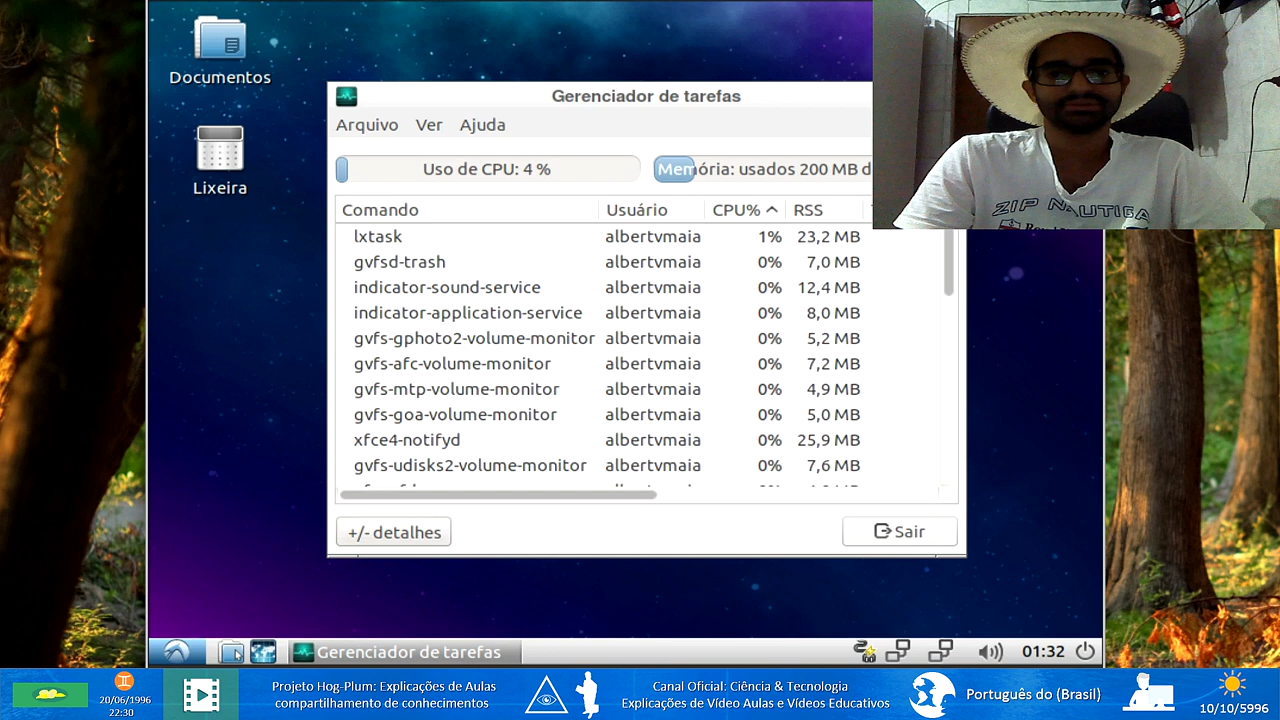 Documentos
Lixeira
Gerenciador de tarefas
Arquivo Ver Ajuda
Uso de CPU: 4 %
Memória: usados 200 MB d
Comando Usuário CPU% RSS
lxtask albertvmaia 1% 23,2 MB
gvfsd-trash albertvmaia 0% 7,0 MB
indicator-sound-service albertvmaia 0% 12,4 MB
indicator-application-service albertvmaia 0% 8,0 MB
gvfs-gphoto2-volume-monitor albertvmaia 0% 5,2 MB
gvfs-afc-volume-monitor albertvmaia 0% 7,2 MB
gvfs-mtp-volume-monitor albertvmaia 0% 4,9 MB
gvfs-goa-volume-monitor albertvmaia 0% 5,0 MB
xfce4-notifyd albertvmaia 0% 25,9 MB
gvfs-udisks2-volume-monitor albertvmaia 0% 7,6 MB
+/- detalhes
Sair
ZIP NAUTIGA
Gerenciador de tarefas
01:32
20/06/1996
22:30
Projeto Hog-Plum: Explicações de Aulas
compartilhamento de conhecimentos
Canal Oficial: Ciência & Tecnologia
Explicações de Vídeo Aulas e Vídeos Educativos
Português do (Brasil)
10/10/5996